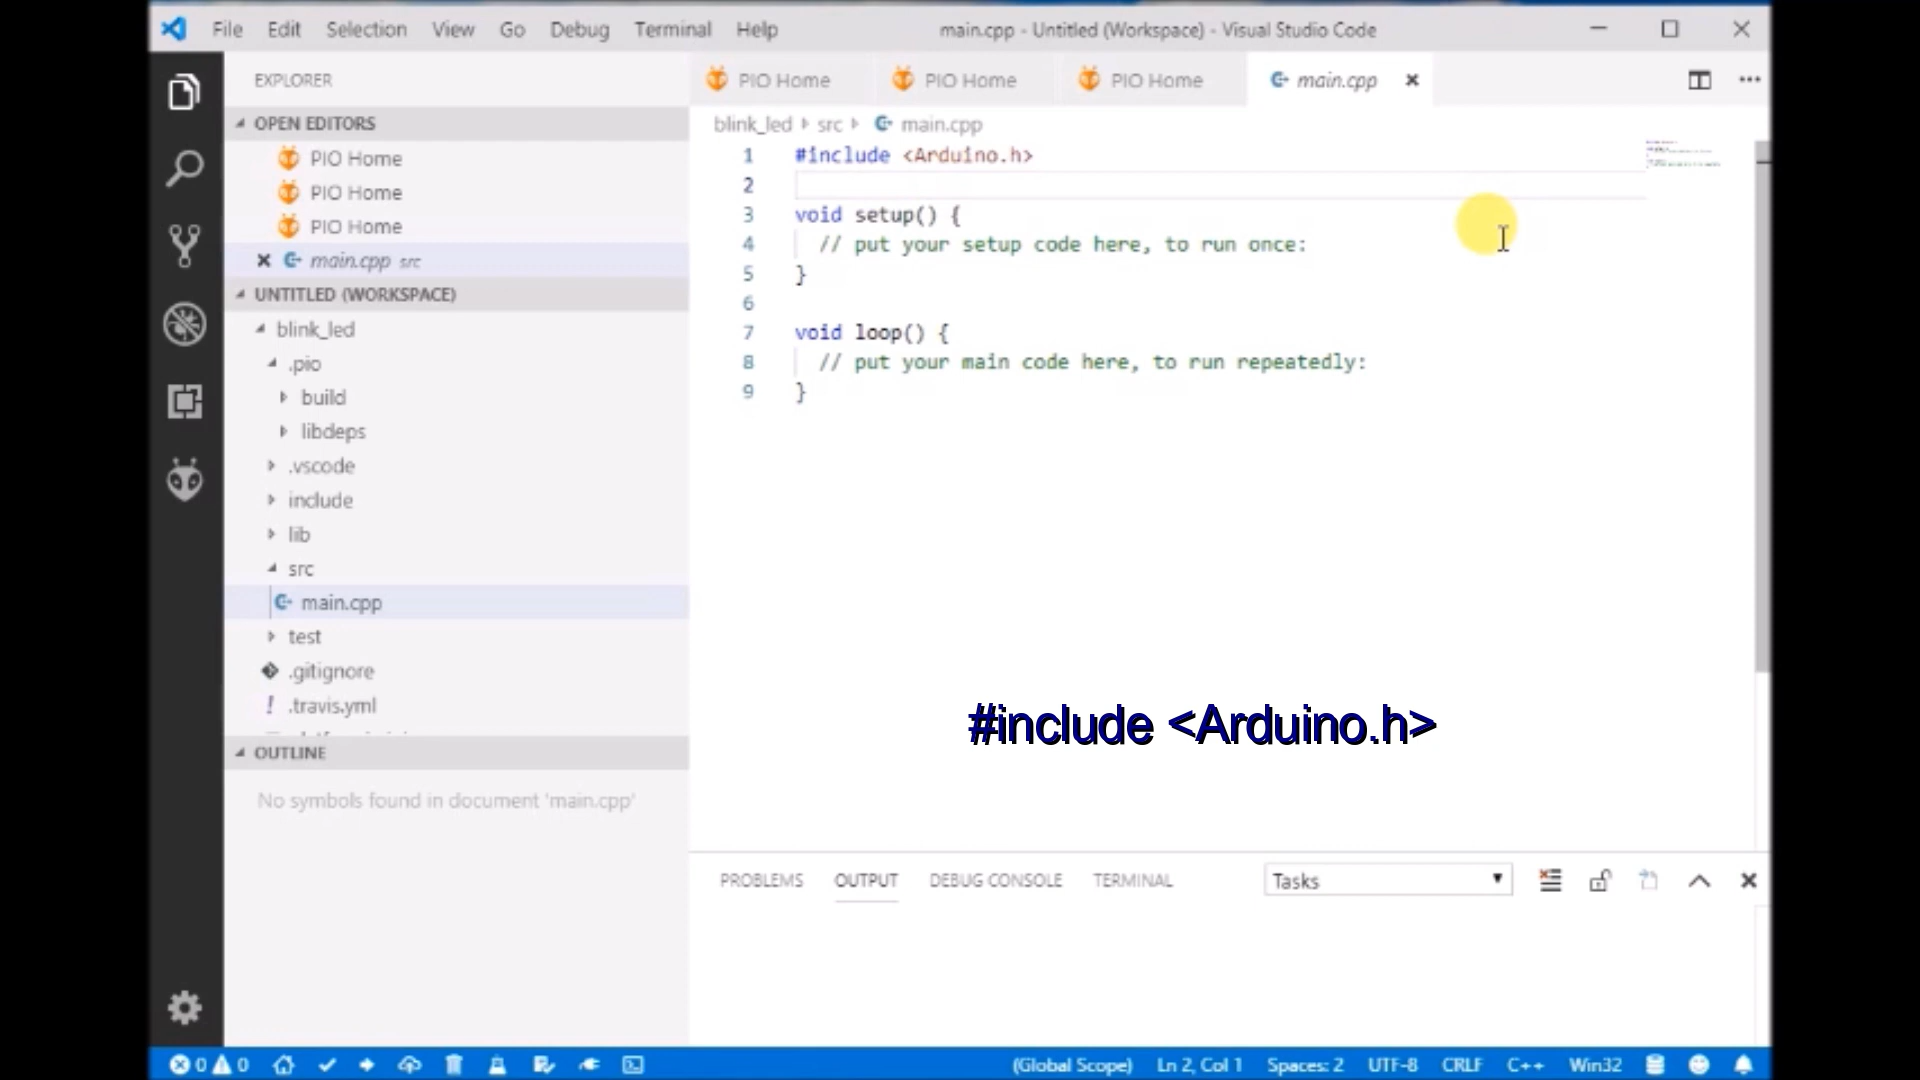 File Edit Selection View Go Debug Terminal Help
main.cpp - Untitled (Workspace) - Visual Studio Code
EXPLORER
OPEN EDITORS
PIO Home
PIO Home
PIO Home
main.cpp src
UNTITLED (WORKSPACE)
blink_led
.pio
build
libdeps
.vscode
include
lib
src
main.cpp
test
.gitignore
.travis.yml
OUTLINE
No symbols found in document 'main.cpp'
PIO Home PIO Home PIO Home main.cpp
blink_led src main.cpp
1 #include <Arduino.h>
2
3 void setup() {
4 // put your setup code here, to run once:
5 }
6
7 void loop() {
8 // put your main code here, to run repeatedly:
9 }
#include <Arduino.h>
PROBLEMS OUTPUT DEBUG CONSOLE TERMINAL Tasks
0 0 (Global Scope) Ln 2, Col 1 Spaces: 2 UTF-8 CRLF C++ Win32